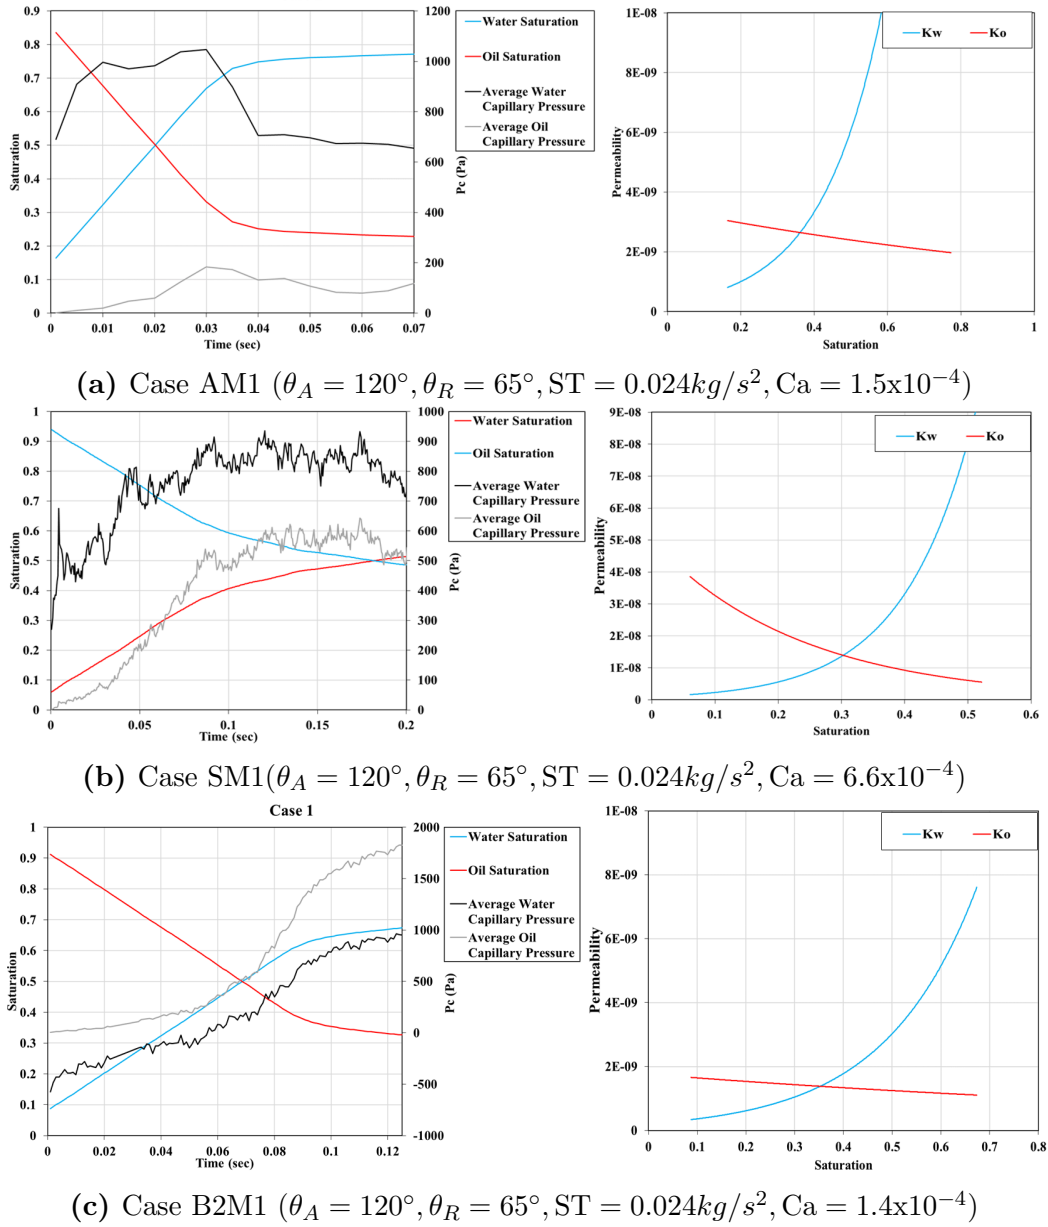 0.9
0.8
0.7
0.6
0.5
0.4
0.3
0.2
0.1
0
Saturation
0
0.01
0.02
0.03
0.04
0.05
0.06
0.07
Time (sec)
1200
1000
800
600
400
200
0
Pc (Pa)
Water Saturation
Oil Saturation
Average Water
Capillary Pressure
Average Oil
Capillary Pressure
1E-08
8E-09
6E-09
4E-09
2E-09
0
Permeability
0
0.2
0.4
0.6
0.8
1
Saturation
Kw
Ko
(a) Case AM1 (θ_A = 120°, θ_R = 65°, ST = 0.024kg/s², Ca = 1.5x10⁻⁴)
1
0.9
0.8
0.7
0.6
0.5
0.4
0.3
0.2
0.1
0
Saturation
0
0.05
0.1
0.15
0.2
Time (sec)
1000
900
800
700
600
500
400
300
200
100
0
Pc (Pa)
Water Saturation
Oil Saturation
Average Water
Capillary Pressure
Average Oil
Capillary Pressure
9E-08
8E-08
7E-08
6E-08
5E-08
4E-08
3E-08
2E-08
1E-08
0
Permeability
0
0.1
0.2
0.3
0.4
0.5
0.6
Saturation
Kw
Ko
(b) Case SM1(θ_A = 120°, θ_R = 65°, ST = 0.024kg/s², Ca = 6.6x10⁻⁴)
Case 1
1
0.9
0.8
0.7
0.6
0.5
0.4
0.3
0.2
0.1
0
Saturation
0
0.02
0.04
0.06
0.08
0.1
0.12
Time (sec)
2000
1500
1000
500
0
-500
-1000
Pc (Pa)
Water Saturation
Oil Saturation
Average Water
Capillary Pressure
Average Oil
Capillary Pressure
1E-08
8E-09
6E-09
4E-09
2E-09
0
Permeability
0
0.1
0.2
0.3
0.4
0.5
0.6
0.7
0.8
Saturation
Kw
Ko
(c) Case B2M1 (θ_A = 120°, θ_R = 65°, ST = 0.024kg/s², Ca = 1.4x10⁻⁴)